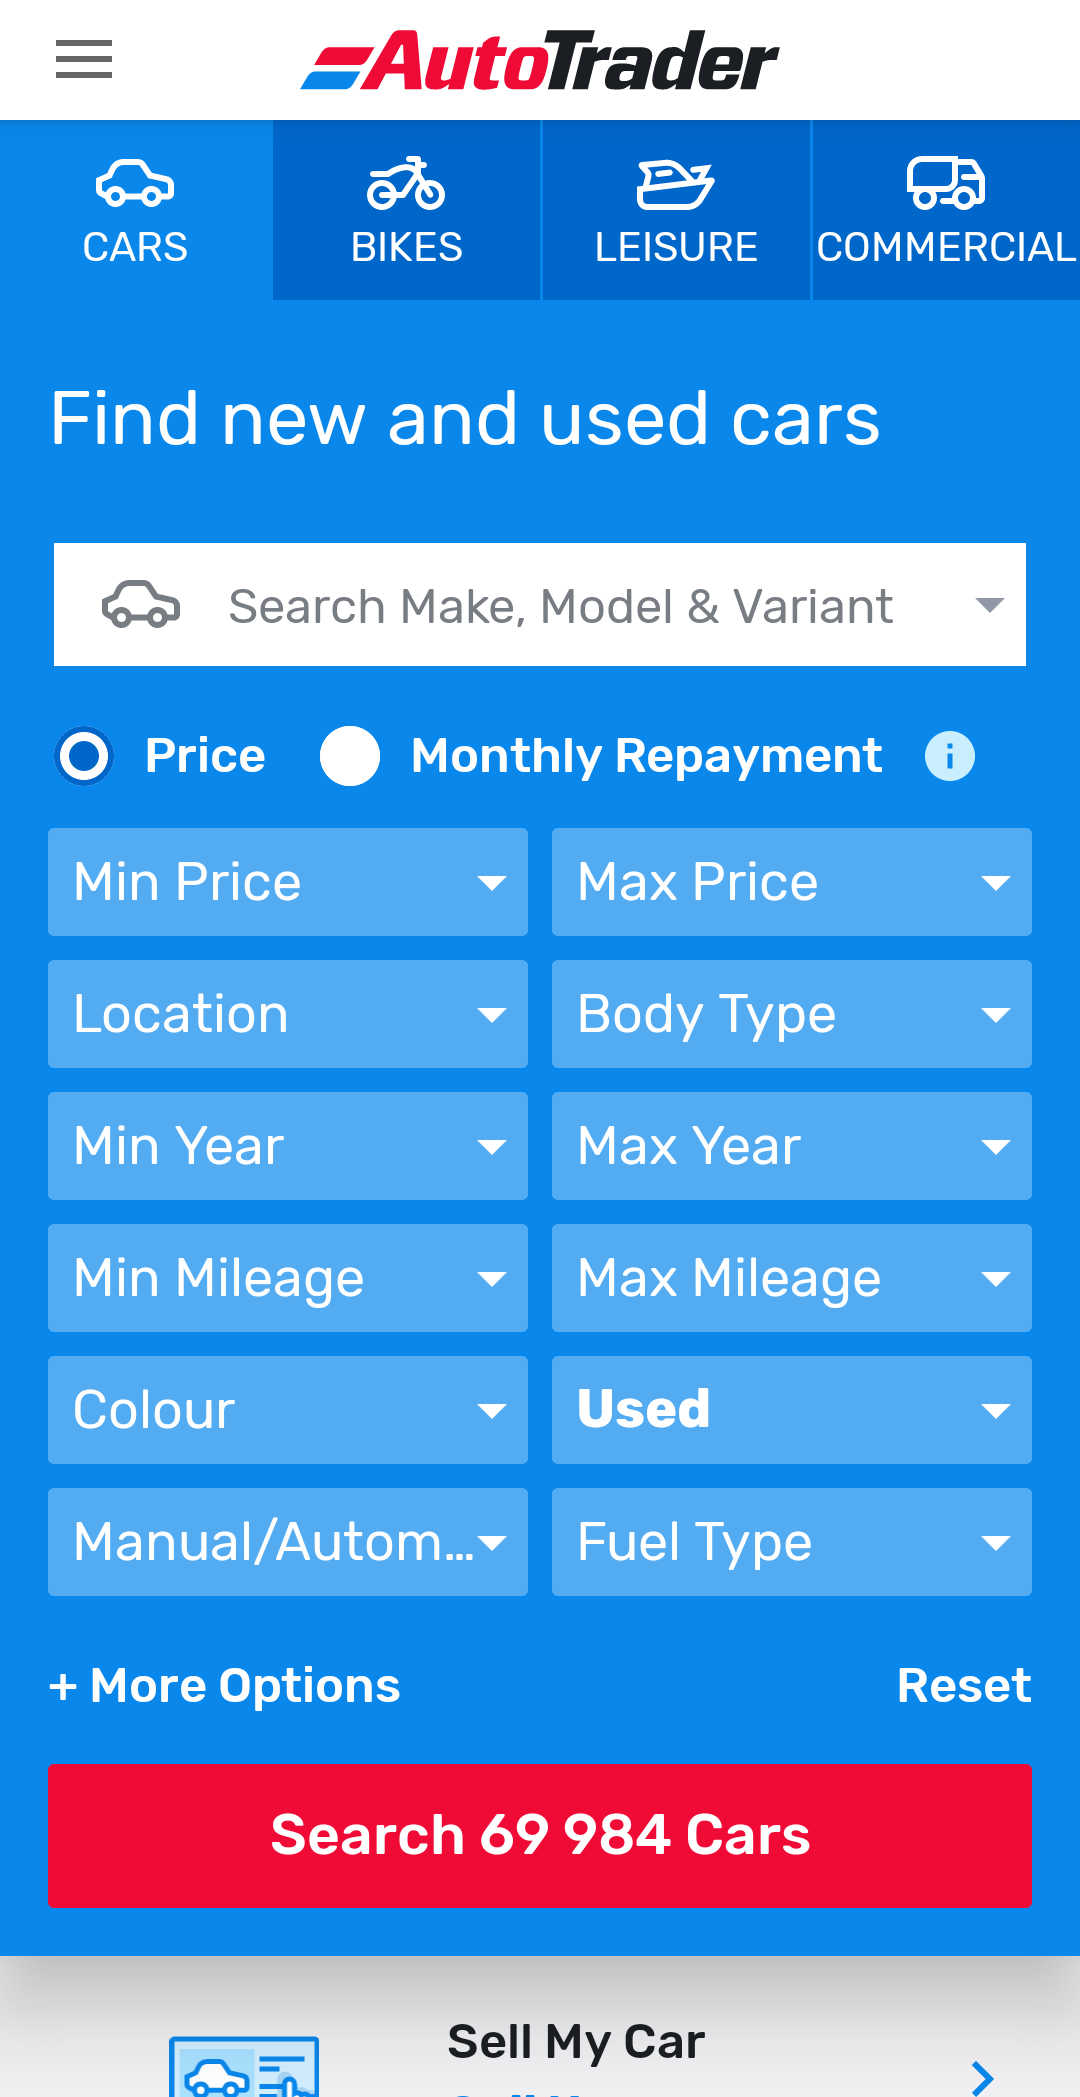 AutoTrader
CARS BIKES LEISURE COMMERCIAL
Find new and used cars
Search Make, Model & Variant
Price Monthly Repayment i
Min Price Max Price
Location Body Type
Min Year Max Year
Min Mileage Max Mileage
Colour Used
Manual/Autom... Fuel Type
+ More Options Reset
Search 69 984 Cars
Sell My Car